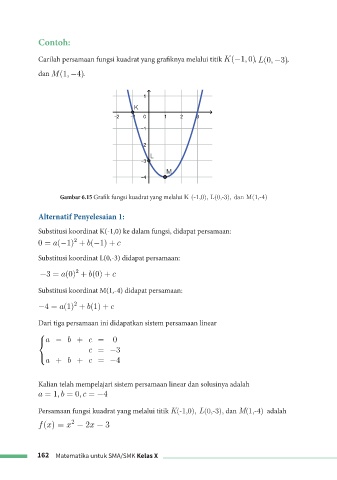 Contoh:
Carilah persamaan fungsi kuadrat yang grafiknya melalui titik K(−1, 0), L(0, −3),
dan M(1, −4).
1
K
−2 −1 0 1 2 3
−1
−2
L
−3
M
−4
Gambar 6.15 Grafik fungsi kuadrat yang melalui K (-1,0), L(0,-3), dan M(1,-4)
Alternatif Penyelesaian 1:
Substitusi koordinat K(-1,0) ke dalam fungsi, didapat persamaan:
0 = a(−1)² + b(−1) + c
Substitusi koordinat L(0,-3) didapat persamaan:
−3 = a(0)² + b(0) + c
Substitusi koordinat M(1,-4) didapat persamaan:
−4 = a(1)² + b(1) + c
Dari tiga persamaan ini didapatkan sistem persamaan linear
a − b + c = 0
c = −3
a + b + c = −4
Kalian telah mempelajari sistem persamaan linear dan solusinya adalah
a = 1, b = 0, c = −4
Persamaan fungsi kuadrat yang melalui titik K(-1,0), L(0,-3), dan M(1,-4) adalah
f(x) = x² − 2x − 3
162 Matematika untuk SMA/SMK Kelas X